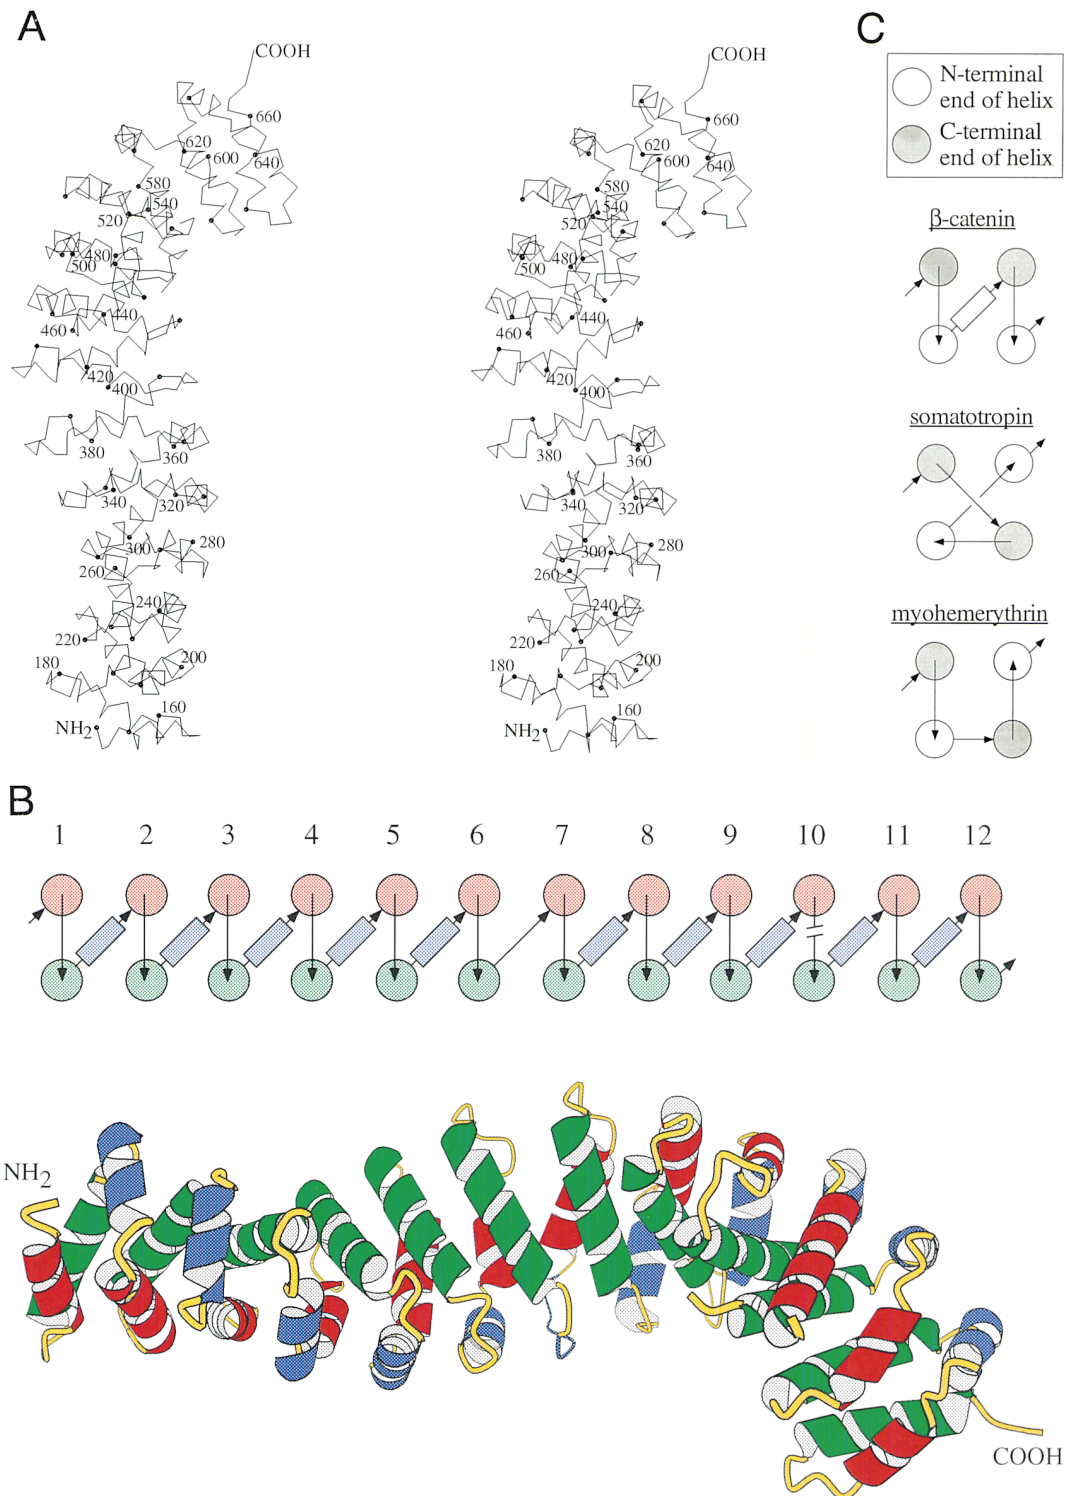 A
COOH
660
620
600
640
580
540
520
480
500
440
460
420
400
380
360
340
320
300
280
260
240
220
200
180
160
NH2
COOH
660
620
600
640
580
540
520
480
500
440
460
420
400
380
360
340
320
300
280
260
240
220
200
180
160
NH2
C
N-terminal
end of helix
C-terminal
end of helix
β-catenin
somatotropin
myohemerythrin
B
1 2 3 4 5 6 7 8 9 10 11 12
NH2
COOH